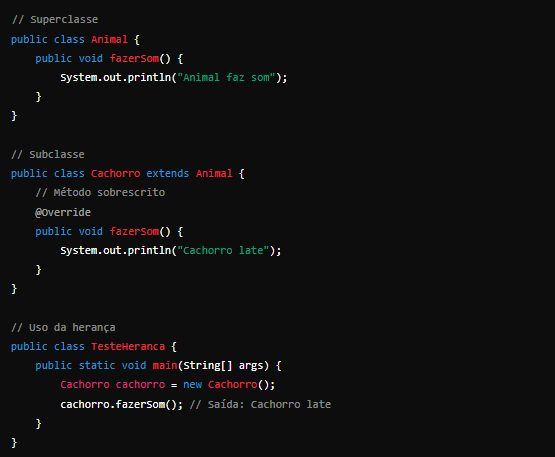 // Superclasse
public class Animal {
    public void fazerSom() {
        System.out.println("Animal faz som");
    }
}

// Subclasse
public class Cachorro extends Animal {
    // Método sobrescrito
    @Override
    public void fazerSom() {
        System.out.println("Cachorro late");
    }
}

// Uso da herança
public class TesteHeranca {
    public static void main(String[] args) {
        Cachorro cachorro = new Cachorro();
        cachorro.fazerSom(); // Saída: Cachorro late
    }
}